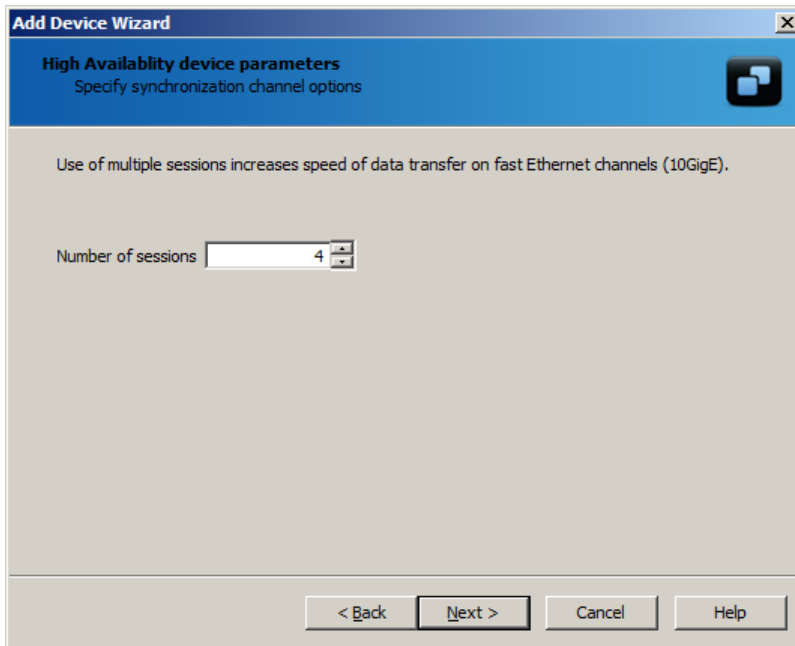 Add Device Wizard
High Availablity device parameters
Specify synchronization channel options
Use of multiple sessions increases speed of data transfer on fast Ethernet channels (10GigE).
Number of sessions 4
< Back Next > Cancel Help